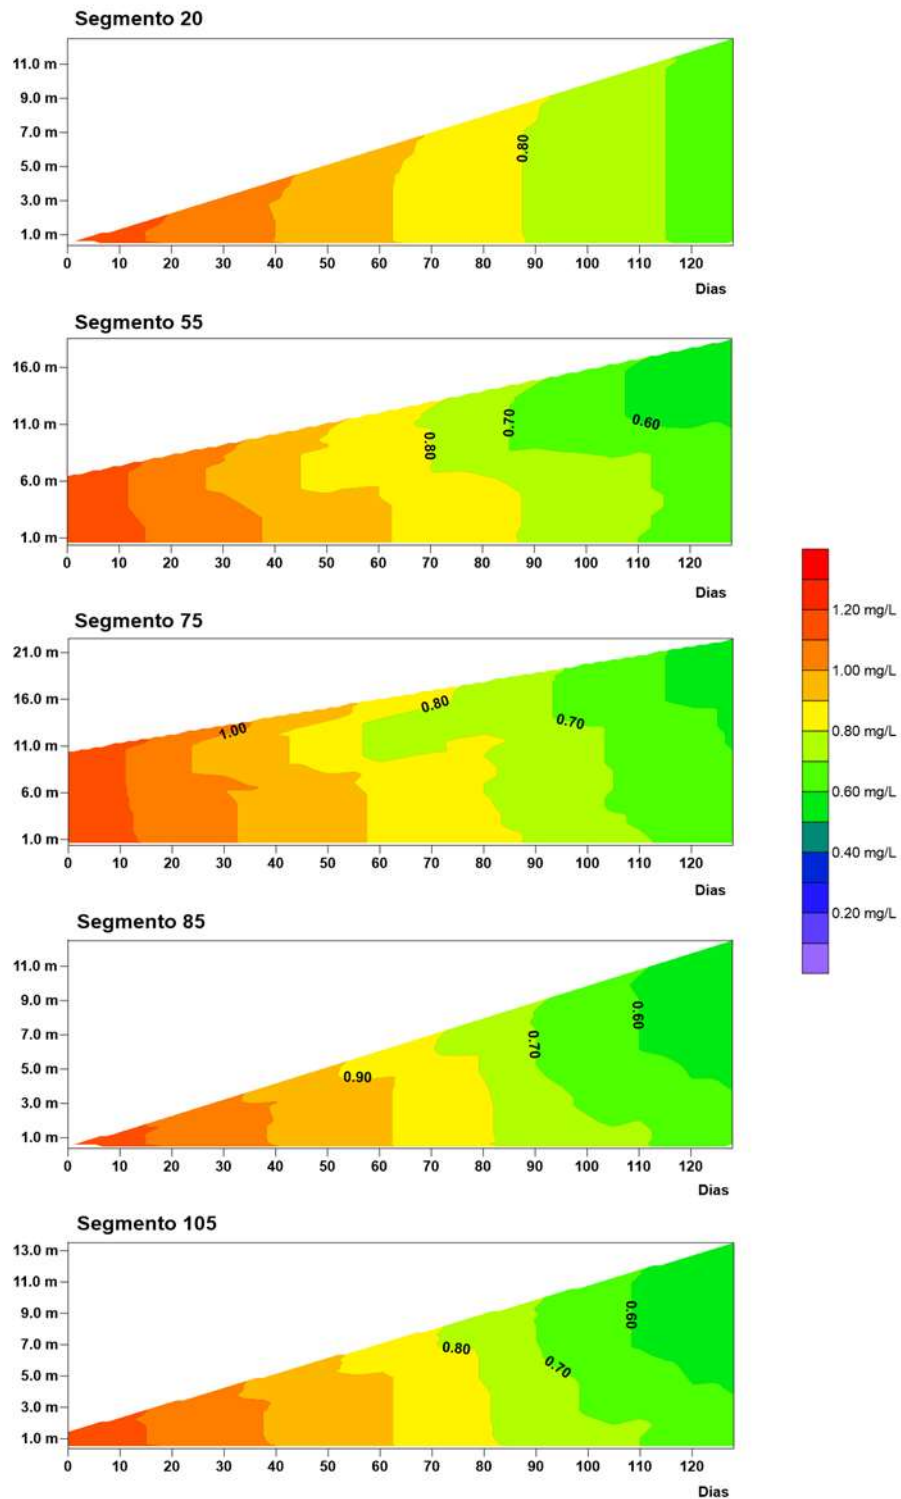 Segmento 20
11.0 m
9.0 m
7.0 m
5.0 m
3.0 m
1.0 m
0.80
0 10 20 30 40 50 60 70 80 90 100 110 120
Dias
Segmento 55
16.0 m
11.0 m
6.0 m
1.0 m
0.80
0.70
0.60
0 10 20 30 40 50 60 70 80 90 100 110 120
Dias
Segmento 75
21.0 m
16.0 m
11.0 m
6.0 m
1.0 m
1.00
0.80
0.70
0 10 20 30 40 50 60 70 80 90 100 110 120
Dias
Segmento 85
11.0 m
9.0 m
7.0 m
5.0 m
3.0 m
1.0 m
0.90
0.70
0.60
0 10 20 30 40 50 60 70 80 90 100 110 120
Dias
Segmento 105
13.0 m
11.0 m
9.0 m
7.0 m
5.0 m
3.0 m
1.0 m
0.80
0.70
0.60
0 10 20 30 40 50 60 70 80 90 100 110 120
Dias
1.20 mg/L
1.00 mg/L
0.80 mg/L
0.60 mg/L
0.40 mg/L
0.20 mg/L